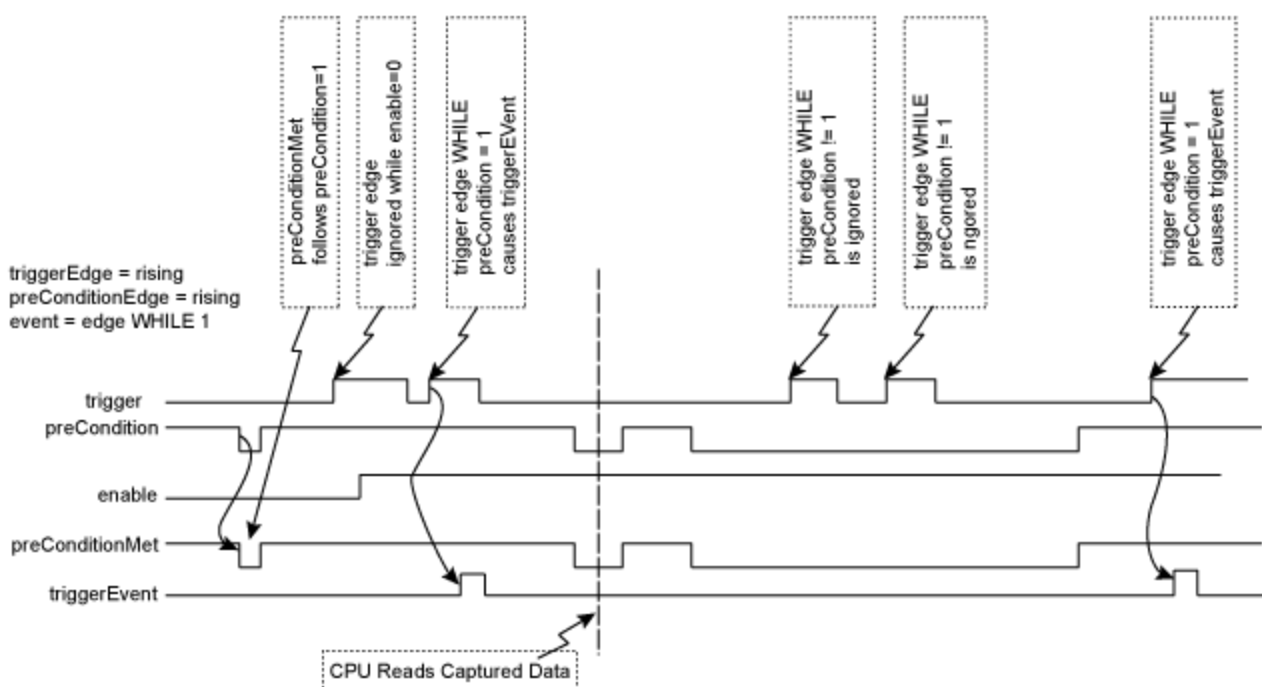 preConditionMet
follows preCondition=1
trigger edge
ignored while enable=0
trigger edge WHILE
preCondition = 1
causes triggerEVent
trigger edge WHILE
preCondition != 1
is ignored
trigger edge WHILE
preCondition != 1
is ngored
trigger edge WHILE
preCondition = 1
causes triggerEvent
triggerEdge = rising
preConditionEdge = rising
event = edge WHILE 1
trigger
preCondition
enable
preConditionMet
triggerEvent
CPU Reads Captured Data